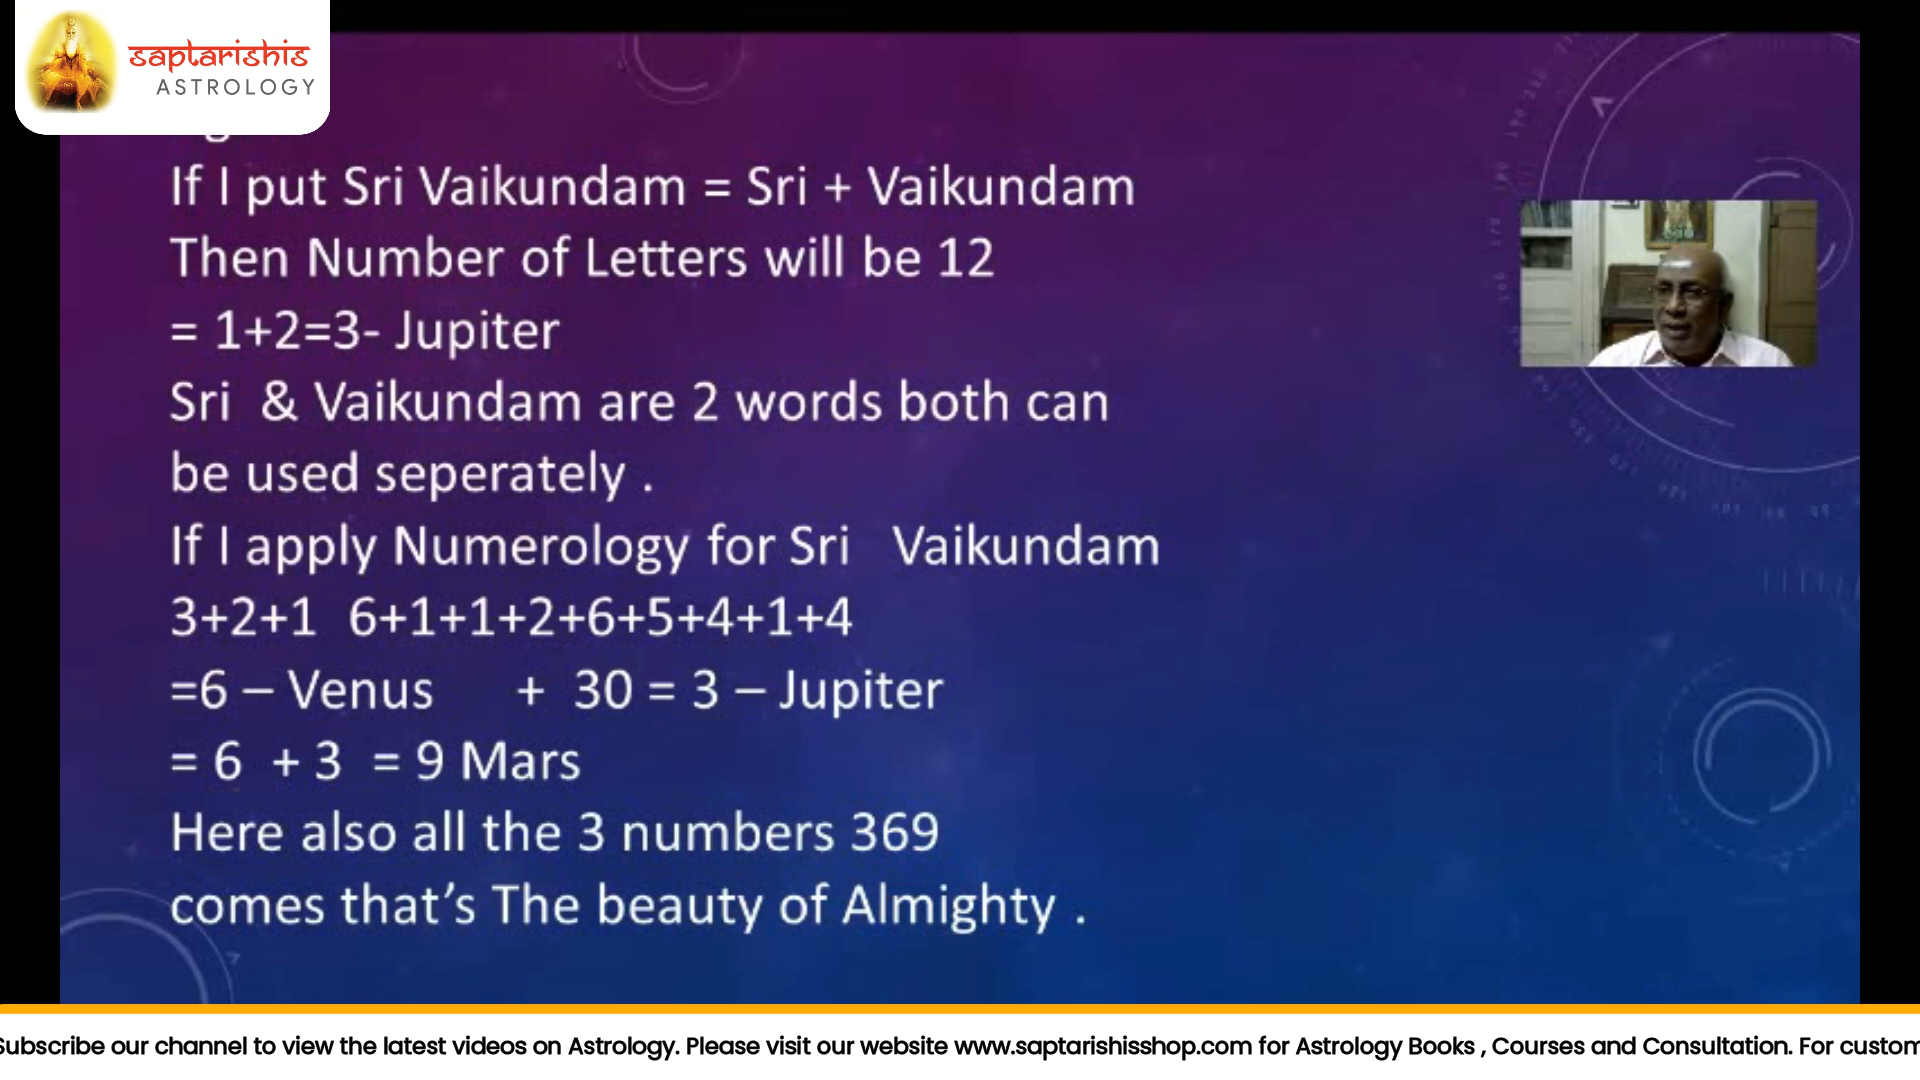 saptarishis
ASTROLOGY
If I put Sri Vaikundam = Sri + Vaikundam
Then Number of Letters will be 12
= 1+2=3- Jupiter
Sri & Vaikundam are 2 words both can
be used seperately .
If I apply Numerology for Sri Vaikundam
3+2+1 6+1+1+2+6+5+4+1+4
=6 – Venus + 30 = 3 – Jupiter
= 6 + 3 = 9 Mars
Here also all the 3 numbers 369
comes that’s The beauty of Almighty .
Subscribe our channel to view the latest videos on Astrology. Please visit our website www.saptarishisshop.com for Astrology Books , Courses and Consultation. For custom